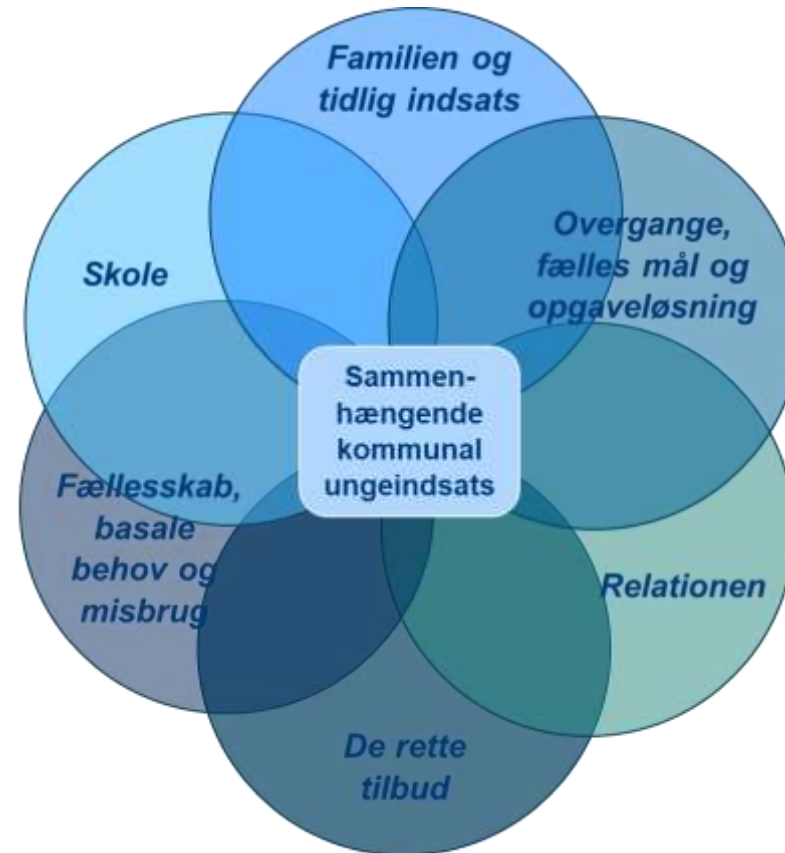 Familien og
tidlig indsats
Overgange,
fælles mål og
opgaveløsning
Skole
Sammen-
hængende
kommunal
ungeindsats
Fællesskab,
basale
behov og
misbrug
Relationen
De rette
tilbud